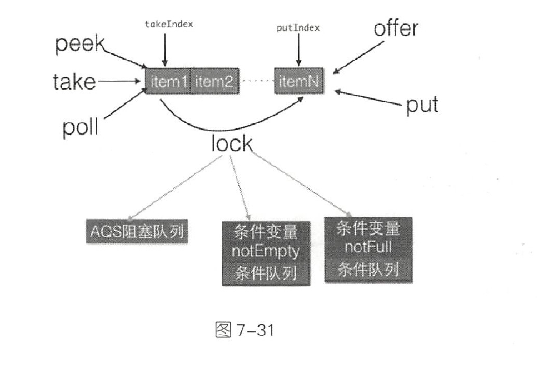 takeIndex
putIndex
offer
peek
take
item1 item2 ........ itemN
put
poll
lock
AQS阻塞队列
条件变量
notEmpty
条件队列
条件变量
notFull
条件队列
图 7-31